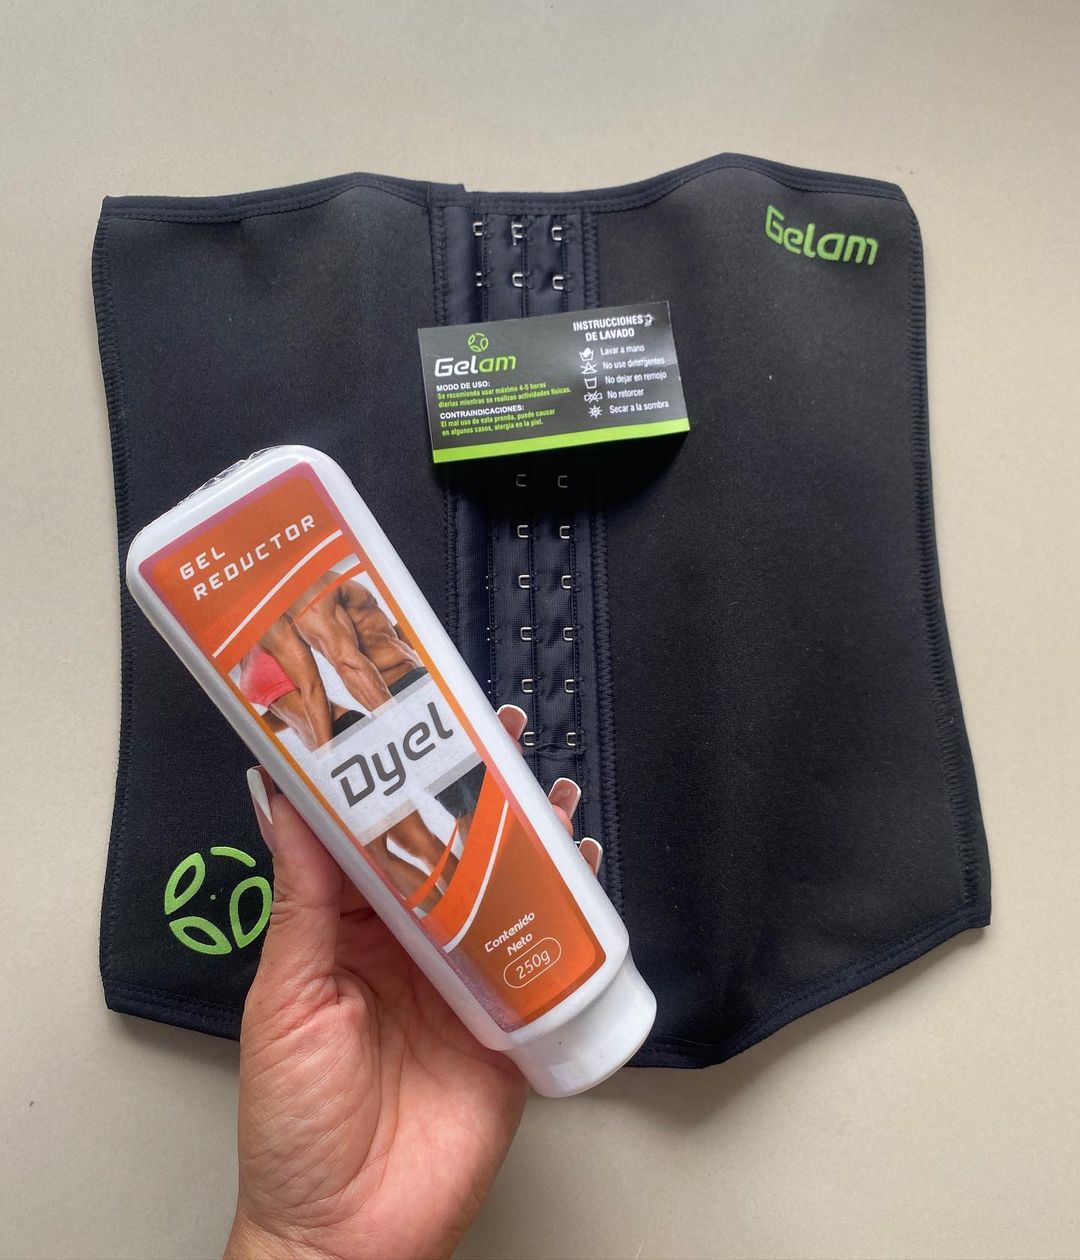 Gelam
Gelam
MODO DE USO:
Se recomienda usar máximo 4-5 horas
diarias mientras se realizan actividades físicas.
CONTRAINDICACIONES:
El mal uso de esta prenda, puede causar
en algunos casos, alergia en la piel.
INSTRUCCIONES
DE LAVADO
Lavar a mano
No use detergentes
No dejar en remojo
No retorcer
Secar a la sombra
GEL
REDUCTOR
Dyel
Contenido
Neto
250g